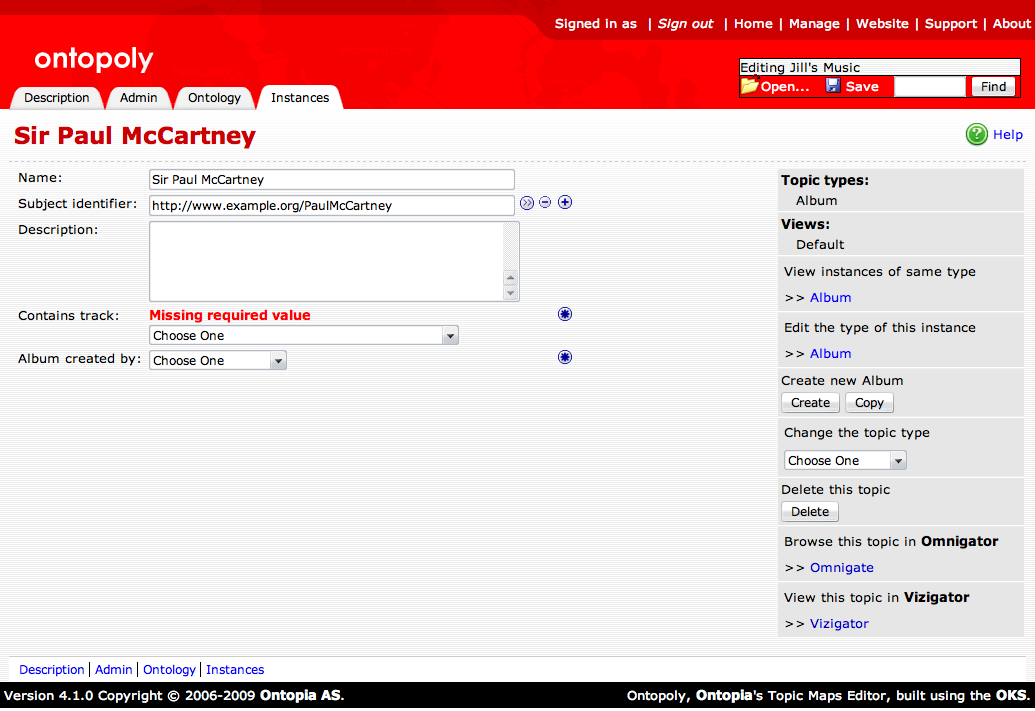 Signed in as | Sign out | Home | Manage | Website | Support | About
ontopoly
Editing Jill's Music
Open... Save Find
Description Admin Ontology Instances
Sir Paul McCartney
Help
Name: Sir Paul McCartney
Subject identifier: http://www.example.org/PaulMcCartney
Description:
Contains track: Missing required value
Choose One
Album created by: Choose One
Topic types:
Album
Views:
Default
View instances of same type
>> Album
Edit the type of this instance
>> Album
Create new Album
Create Copy
Change the topic type
Choose One
Delete this topic
Delete
Browse this topic in Omnigator
>> Omnigate
View this topic in Vizigator
>> Vizigator
Description | Admin | Ontology | Instances
Version 4.1.0 Copyright © 2006-2009 Ontopia AS.
Ontopoly, Ontopia's Topic Maps Editor, built using the OKS.